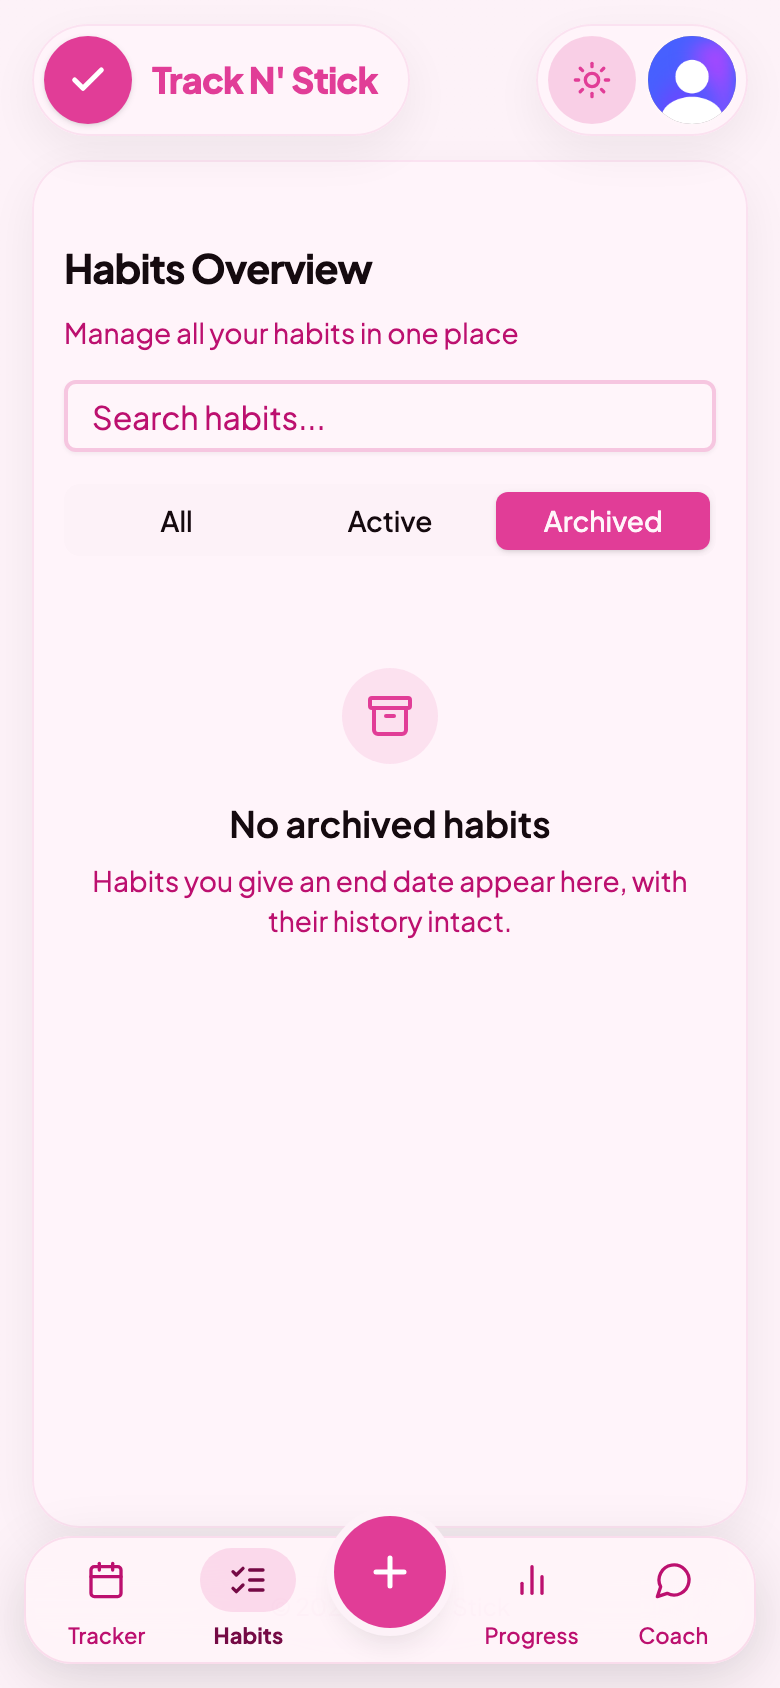 Track N' Stick
Habits Overview
Manage all your habits in one place
Search habits...
All
Active
Archived
No archived habits
Habits you give an end date appear here, with
their history intact.
Tracker
Habits
Progress
Coach